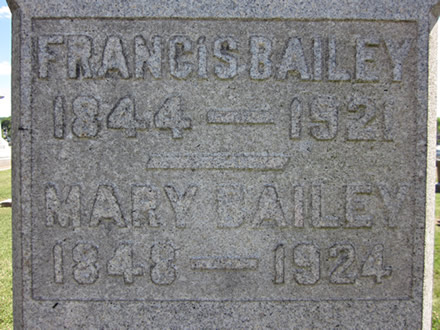 FRANCIS BAILEY
1844 — 1921
MARY BAILEY
1848 — 1924